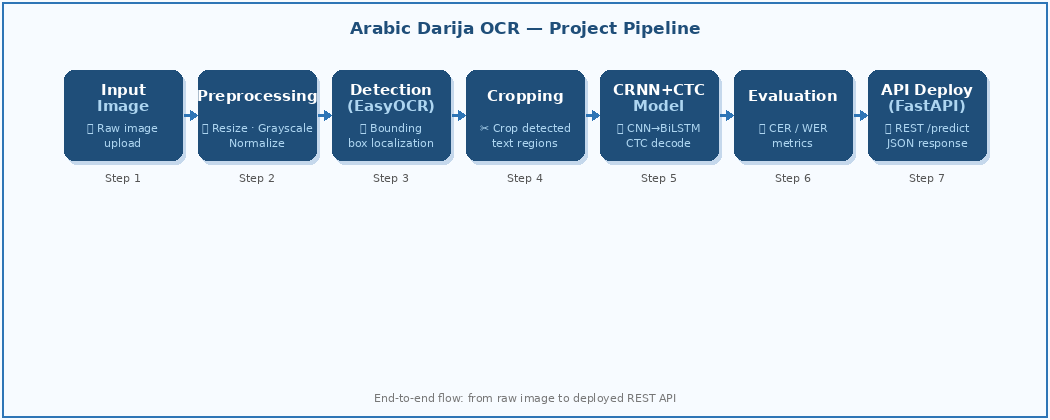 Arabic Darija OCR — Project Pipeline
Input
Image
Raw image
upload
Step 1
Preprocessing
Resize · Grayscale
Normalize
Step 2
Detection
(EasyOCR)
Bounding
box localization
Step 3
Cropping
✂ Crop detected
text regions
Step 4
CRNN+CTC
Model
CNN→BiLSTM
CTC decode
Step 5
Evaluation
CER / WER
metrics
Step 6
API Deploy
(FastAPI)
REST /predict
JSON response
Step 7
End-to-end flow: from raw image to deployed REST API